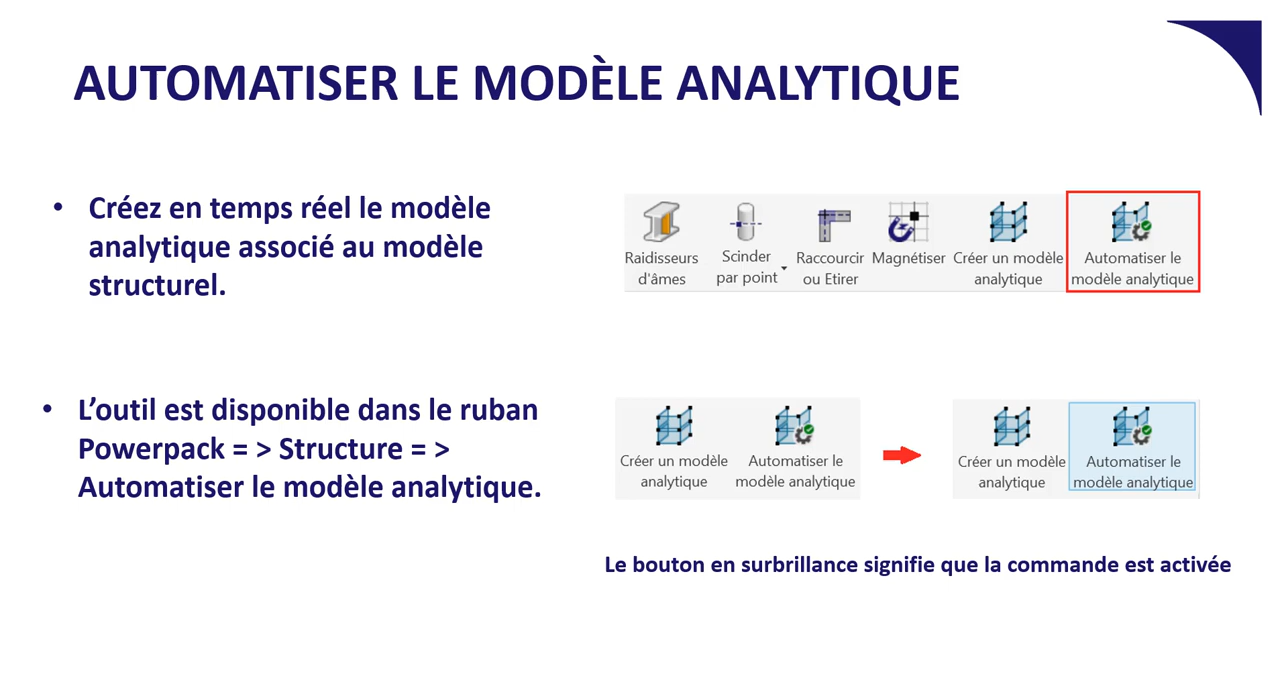 AUTOMATISER LE MODÈLE ANALYTIQUE
• Créez en temps réel le modèle
analytique associé au modèle
structurel.
Raidisseurs
d'âmes
Scinder
par point
Raccourcir
ou Etirer
Magnétiser
Créer un modèle
analytique
Automatiser le
modèle analytique
• L’outil est disponible dans le ruban
Powerpack = > Structure = >
Automatiser le modèle analytique.
Créer un modèle
analytique
Automatiser le
modèle analytique
Créer un modèle
analytique
Automatiser le
modèle analytique
Le bouton en surbrillance signifie que la commande est activée